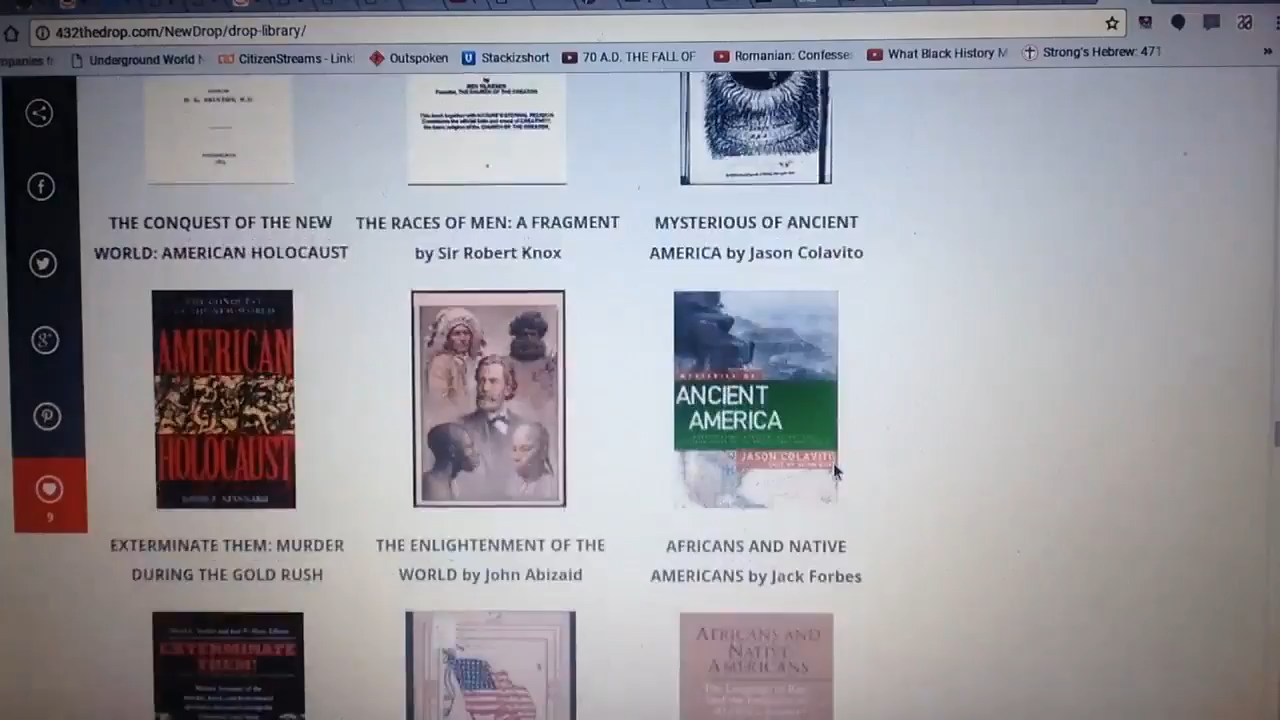 432thedrop.com/NewDrop/drop-library/
Underground World N
CitizenStreams - Link
Outspoken
Stackizshort
70 A.D. THE FALL OF
Romanian: Confesse
What Black History M
Strong's Hebrew: 471
»
THE CONQUEST OF THE NEW
WORLD: AMERICAN HOLOCAUST
THE RACES OF MEN: A FRAGMENT
by Sir Robert Knox
MYSTERIOUS OF ANCIENT
AMERICA by Jason Colavito
AMERICAN
HOLOCAUST
ANCIENT
AMERICA
JASON COLAVITO
9
EXTERMINATE THEM: MURDER
DURING THE GOLD RUSH
THE ENLIGHTENMENT OF THE
WORLD by John Abizaid
AFRICANS AND NATIVE
AMERICANS by Jack Forbes
EXTERMINATE
THEM!
AFRICANS AND
NATIVE
AMERICANS